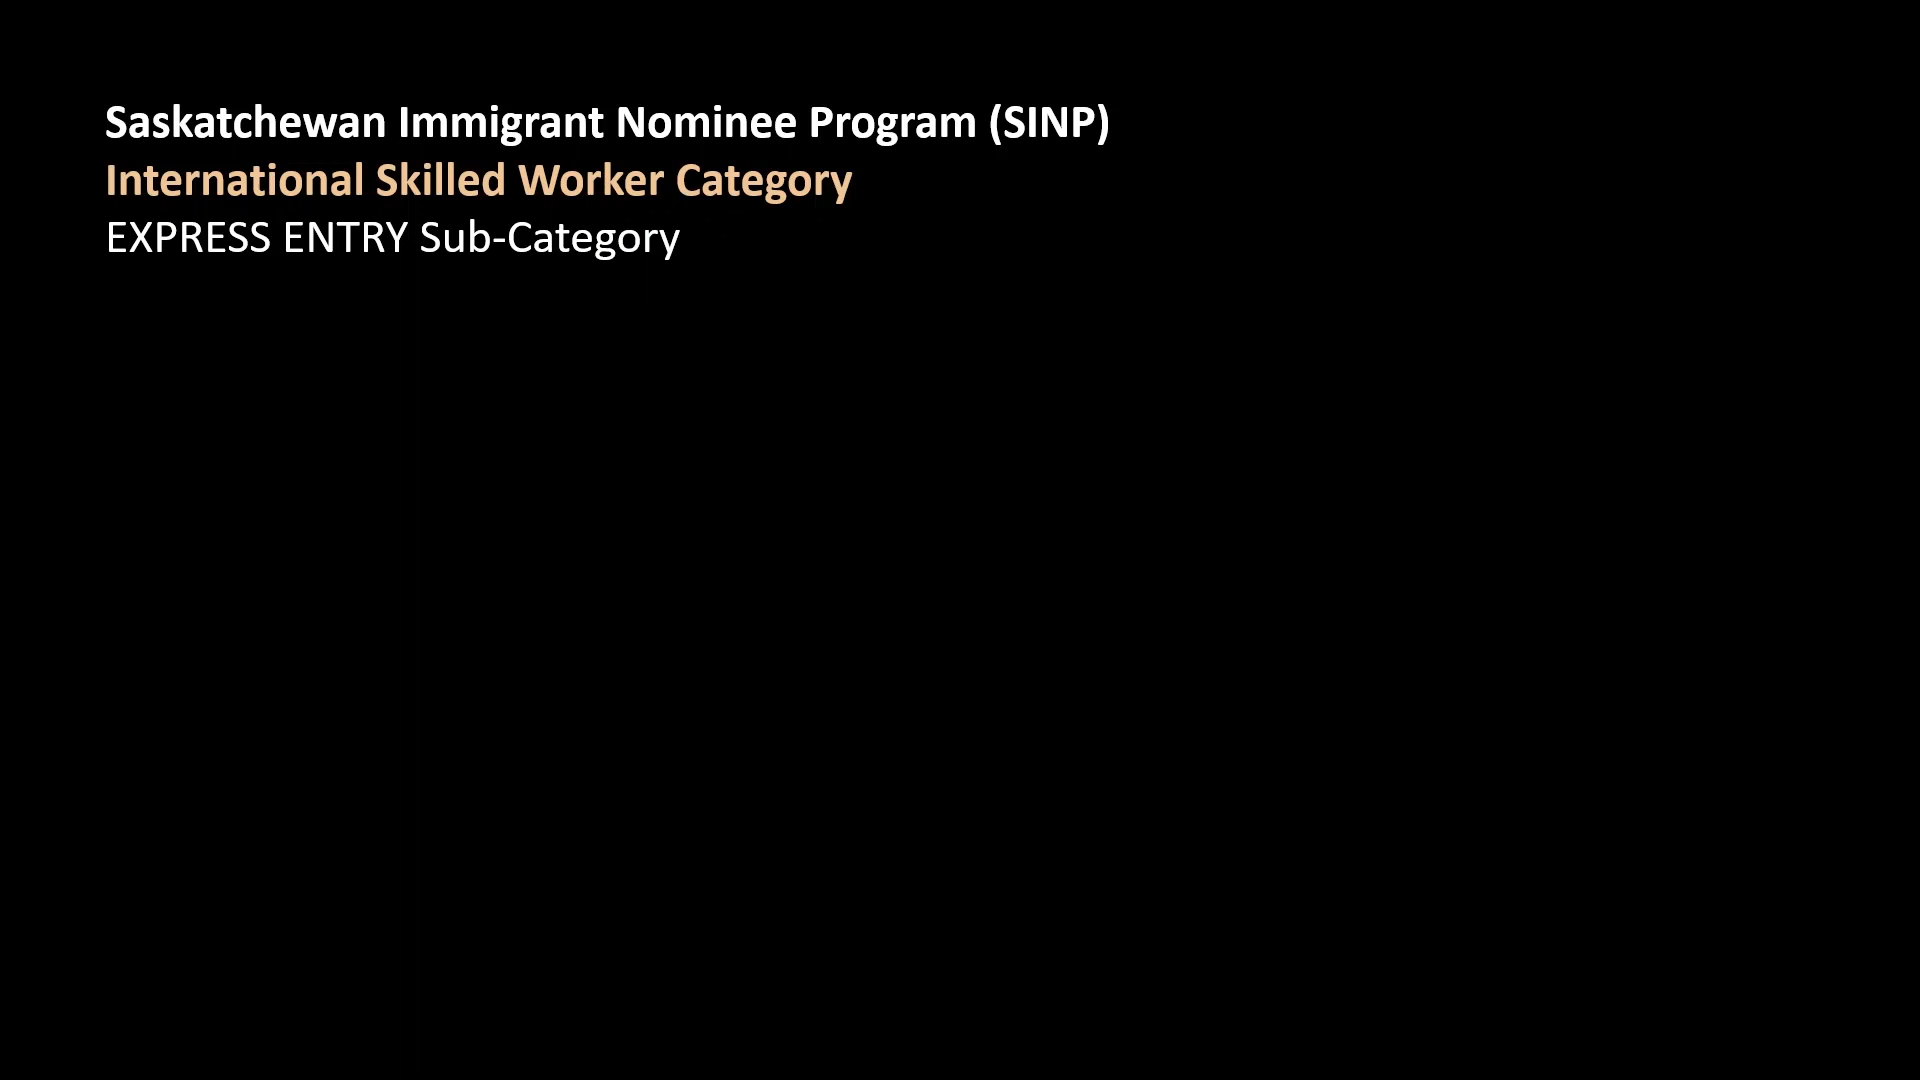 Saskatchewan Immigrant Nominee Program (SINP)
International Skilled Worker Category
EXPRESS ENTRY Sub-Category